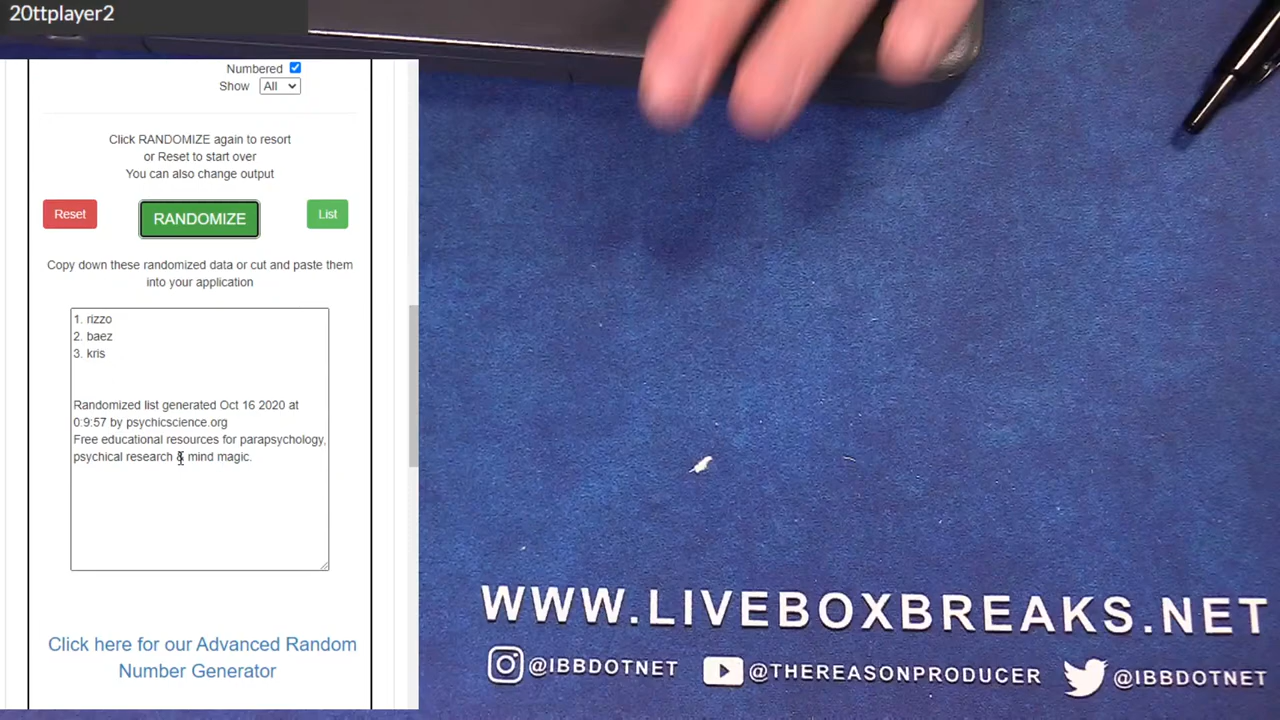 20ttplayer2
Numbered
Show All
Click RANDOMIZE again to resort
or Reset to start over
You can also change output
Reset RANDOMIZE List
Copy down these randomized data or cut and paste them
into your application
1. rizzo
2. baez
3. kris
Randomized list generated Oct 16 2020 at
0:9:57 by psychicscience.org
Free educational resources for parapsychology,
psychical research & mind magic.
Click here for our Advanced Random
Number Generator
WWW.LIVEBOXBREAKS.NET
@IBBDOTNET @THEREASONPRODUCER @IBBDOTNET